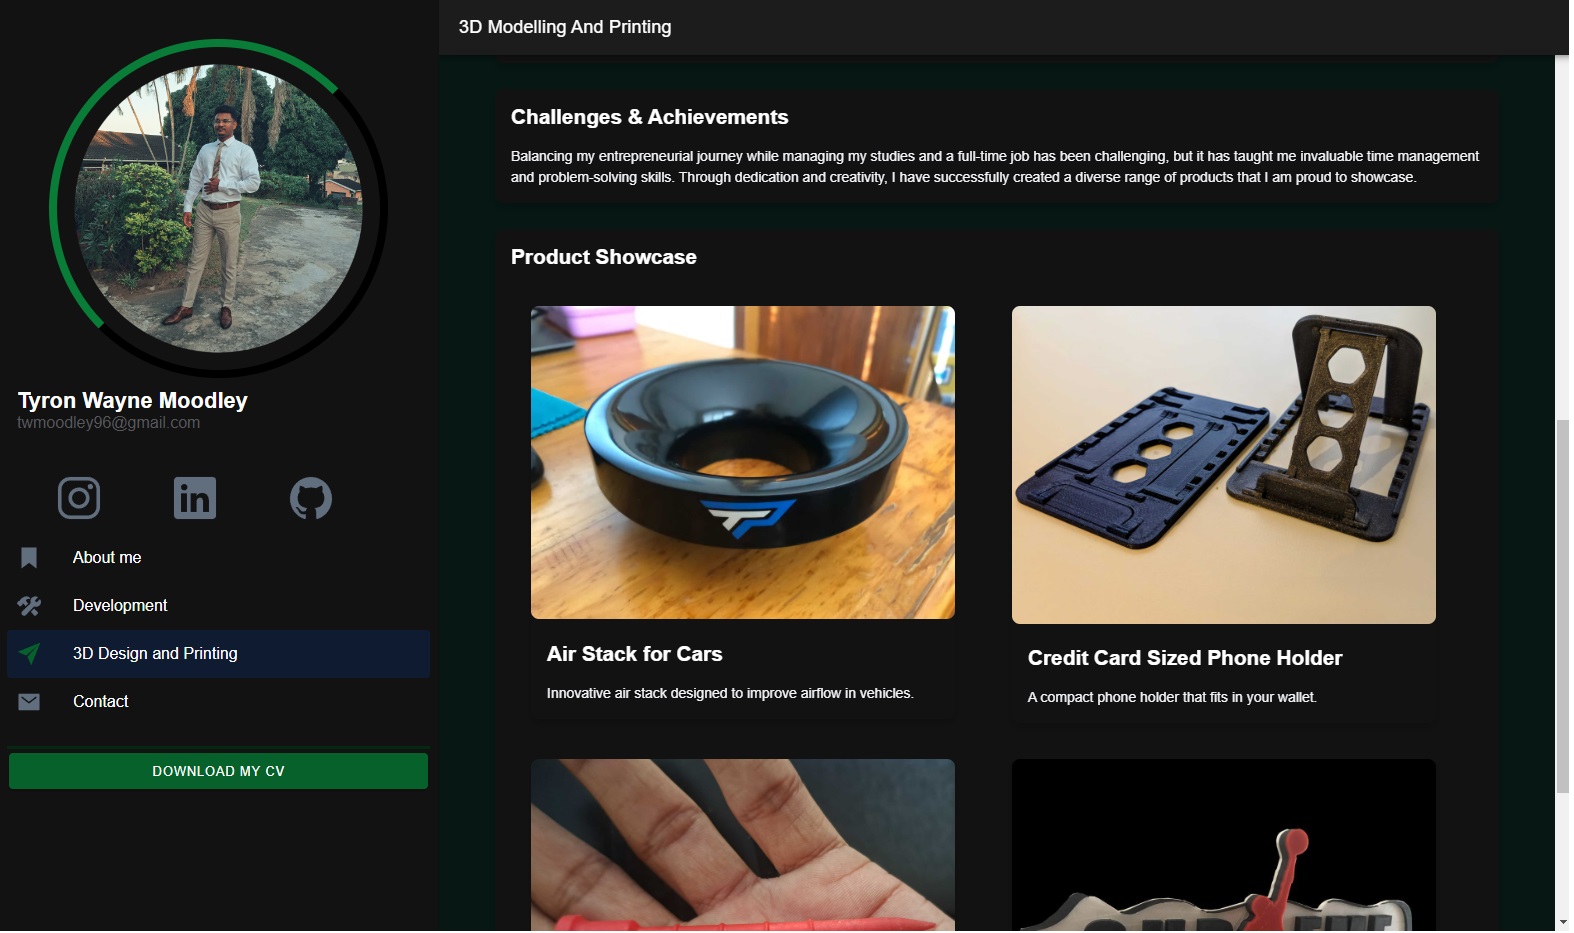 3D Modelling And Printing
Challenges & Achievements
Balancing my entrepreneurial journey while managing my studies and a full-time job has been challenging, but it has taught me invaluable time management
and problem-solving skills. Through dedication and creativity, I have successfully created a diverse range of products that I am proud to showcase.
Product Showcase
Air Stack for Cars
Innovative air stack designed to improve airflow in vehicles.
Credit Card Sized Phone Holder
A compact phone holder that fits in your wallet.
Tyron Wayne Moodley
twmoodley96@gmail.com
in
About me
Development
3D Design and Printing
Contact
DOWNLOAD MY CV